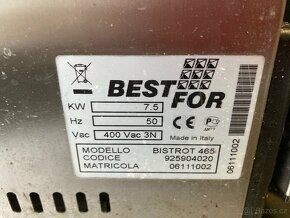 BEST FOR
KW 7.5
Hz 50
Vac 400 Vac 3N
Made in Italy
MODELLO BISTROT 465
CODICE 925904020
MATRICOLA 06111002
06111002